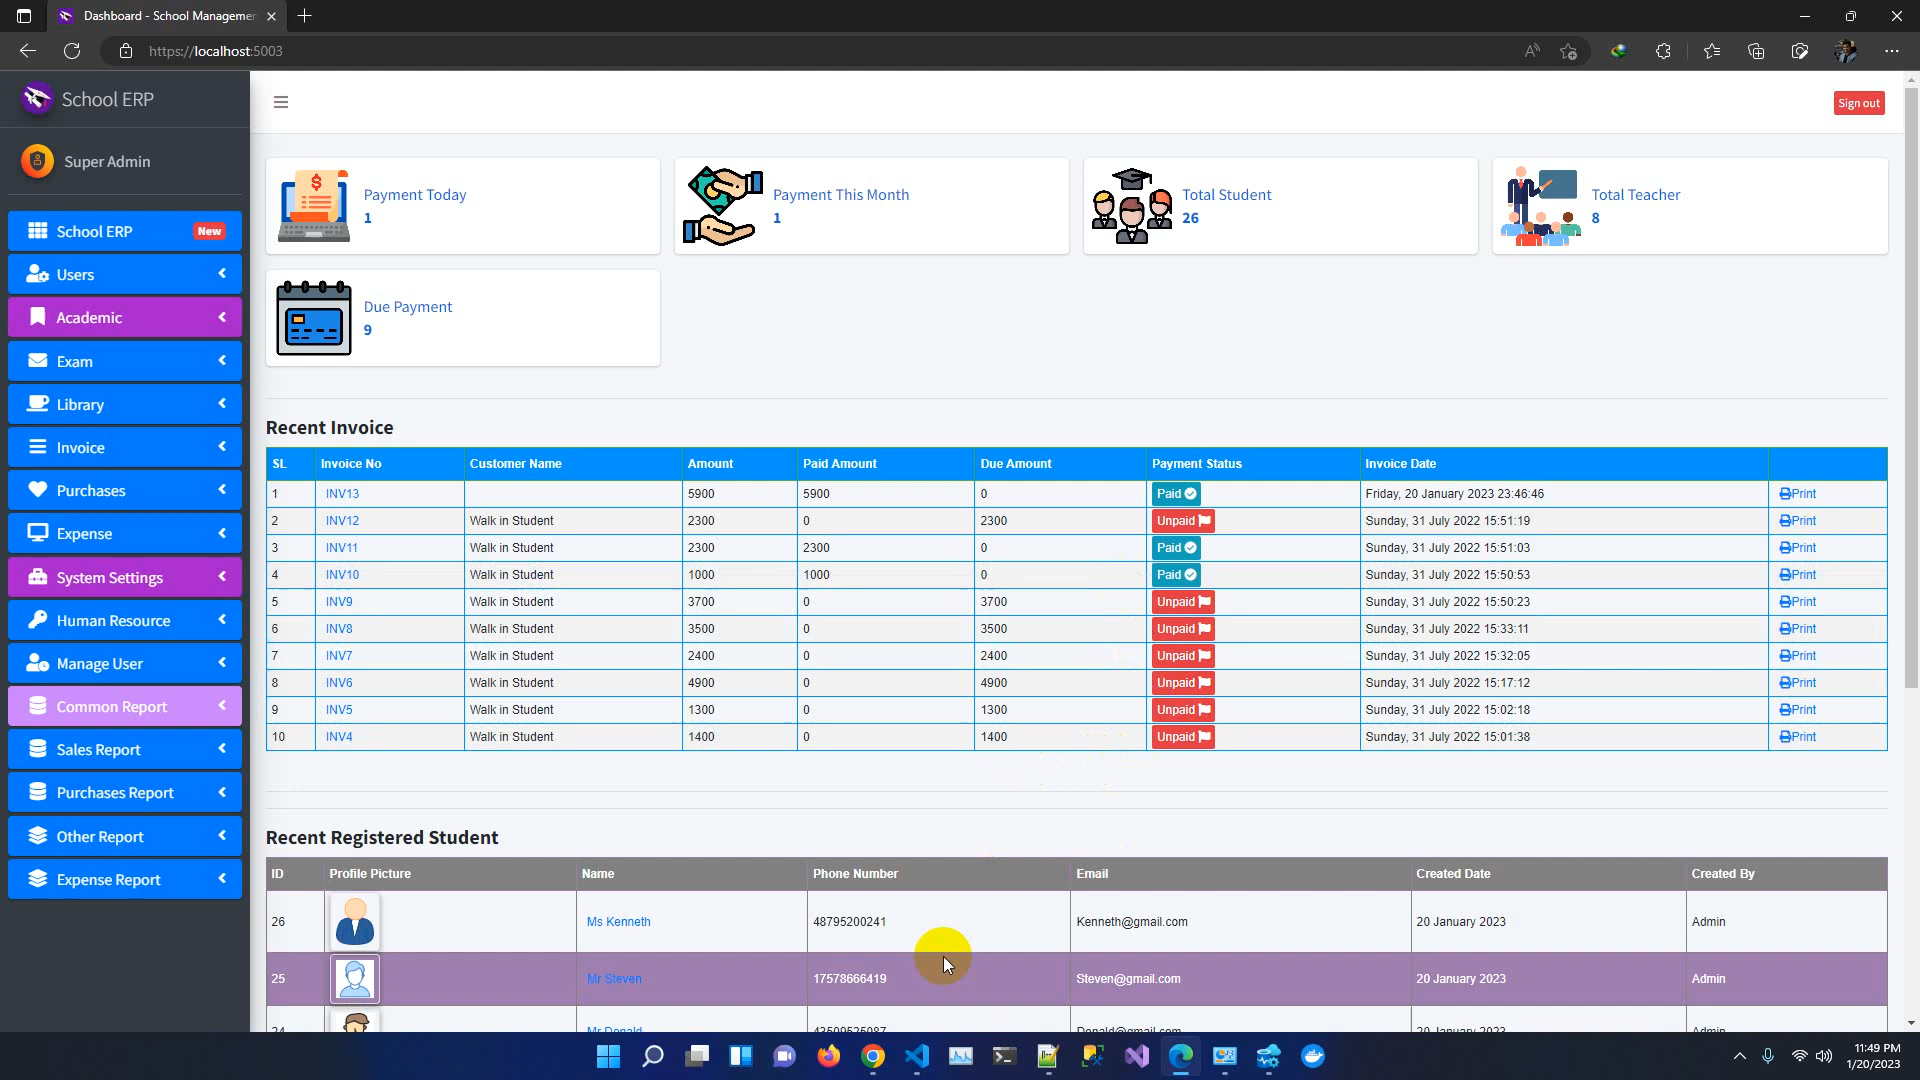 Dashboard - School Managemen
https://localhost:5003
School ERP
Sign out
Super Admin
School ERP New
Users
Academic
Exam
Library
Invoice
Purchases
Expense
System Settings
Human Resource
Manage User
Common Report
Sales Report
Purchases Report
Other Report
Expense Report
Payment Today
1
Payment This Month
1
Total Student
26
Total Teacher
8
Due Payment
9
Recent Invoice
SL Invoice No Customer Name Amount Paid Amount Due Amount Payment Status Invoice Date
1 INV13 5900 5900 0 Paid Friday, 20 January 2023 23:46:46 Print
2 INV12 Walk in Student 2300 0 2300 Unpaid Sunday, 31 July 2022 15:51:19 Print
3 INV11 Walk in Student 2300 2300 0 Paid Sunday, 31 July 2022 15:51:03 Print
4 INV10 Walk in Student 1000 1000 0 Paid Sunday, 31 July 2022 15:50:53 Print
5 INV9 Walk in Student 3700 0 3700 Unpaid Sunday, 31 July 2022 15:50:23 Print
6 INV8 Walk in Student 3500 0 3500 Unpaid Sunday, 31 July 2022 15:33:11 Print
7 INV7 Walk in Student 2400 0 2400 Unpaid Sunday, 31 July 2022 15:32:05 Print
8 INV6 Walk in Student 4900 0 4900 Unpaid Sunday, 31 July 2022 15:17:12 Print
9 INV5 Walk in Student 1300 0 1300 Unpaid Sunday, 31 July 2022 15:02:18 Print
10 INV4 Walk in Student 1400 0 1400 Unpaid Sunday, 31 July 2022 15:01:38 Print
Recent Registered Student
ID Profile Picture Name Phone Number Email Created Date Created By
26 Ms Kenneth 48795200241 Kenneth@gmail.com 20 January 2023 Admin
25 Mr Steven 17578666419 Steven@gmail.com 20 January 2023 Admin
24 Mr Donald 43509525087 Donald@gmail.com 20 January 2023 Admin
11:49 PM
1/20/2023